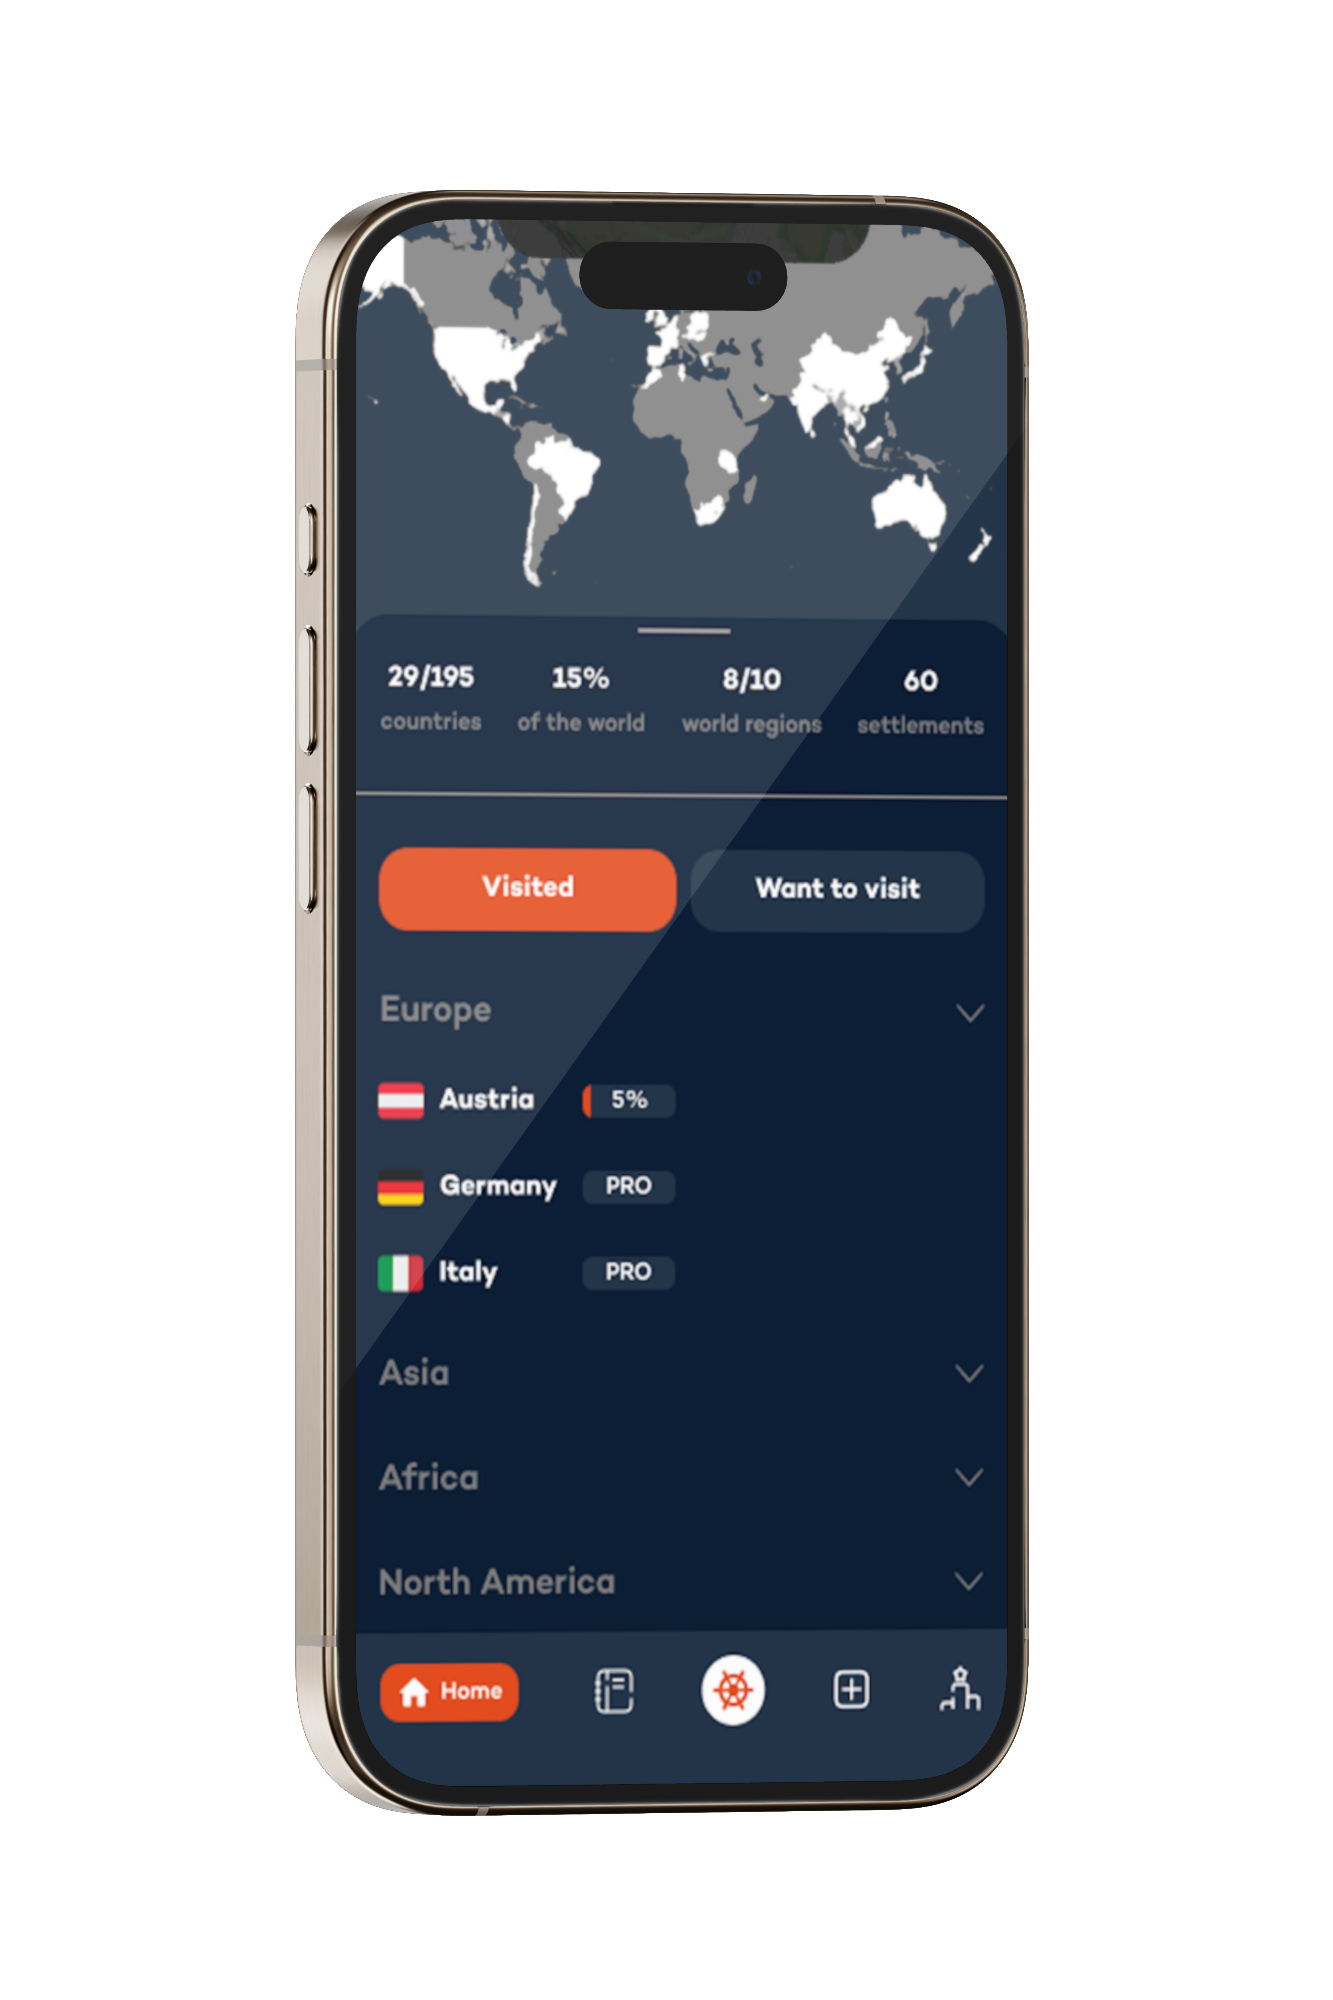 29/195 15% 8/10 60
countries of the world world regions settlements
Visited Want to visit
Europe
Austria 5%
Germany PRO
Italy PRO
Asia
Africa
North America
Home